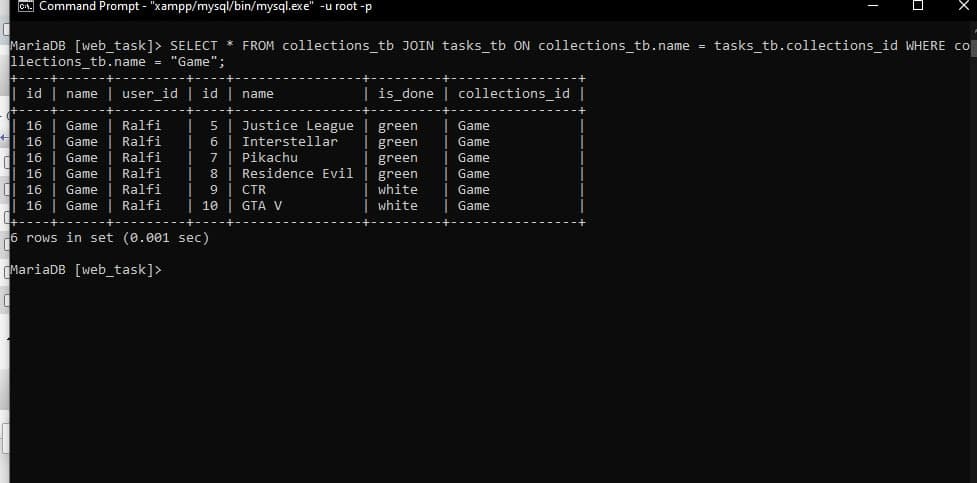 Command Prompt - "xampp/mysql/bin/mysql.exe" -u root -p
MariaDB [web_task]> SELECT * FROM collections_tb JOIN tasks_tb ON collections_tb.name = tasks_tb.collections_id WHERE co
llections_tb.name = "Game";
+----+------+---------+----+----------------+---------+----------------+
| id | name | user_id | id | name           | is_done | collections_id |
+----+------+---------+----+----------------+---------+----------------+
| 16 | Game | Ralfi   |  5 | Justice League | green   | Game           |
| 16 | Game | Ralfi   |  6 | Interstellar   | green   | Game           |
| 16 | Game | Ralfi   |  7 | Pikachu        | green   | Game           |
| 16 | Game | Ralfi   |  8 | Residence Evil | green   | Game           |
| 16 | Game | Ralfi   |  9 | CTR            | white   | Game           |
| 16 | Game | Ralfi   | 10 | GTA V          | white   | Game           |
+----+------+---------+----+----------------+---------+----------------+
6 rows in set (0.001 sec)
MariaDB [web_task]>